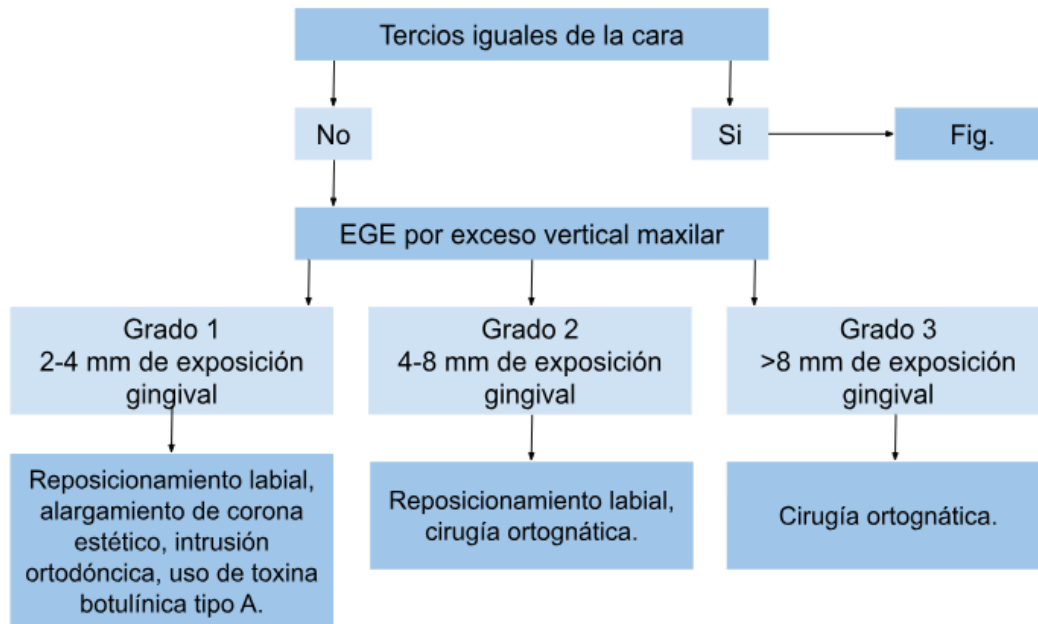 Tercios iguales de la cara
No
Si
Fig.
EGE por exceso vertical maxilar
Grado 1
2-4 mm de exposición
gingival
Grado 2
4-8 mm de exposición
gingival
Grado 3
>8 mm de exposición
gingival
Reposicionamiento labial,
alargamiento de corona
estético, intrusión
ortodóncica, uso de toxina
botulínica tipo A.
Reposicionamiento labial,
cirugía ortognática.
Cirugía ortognática.